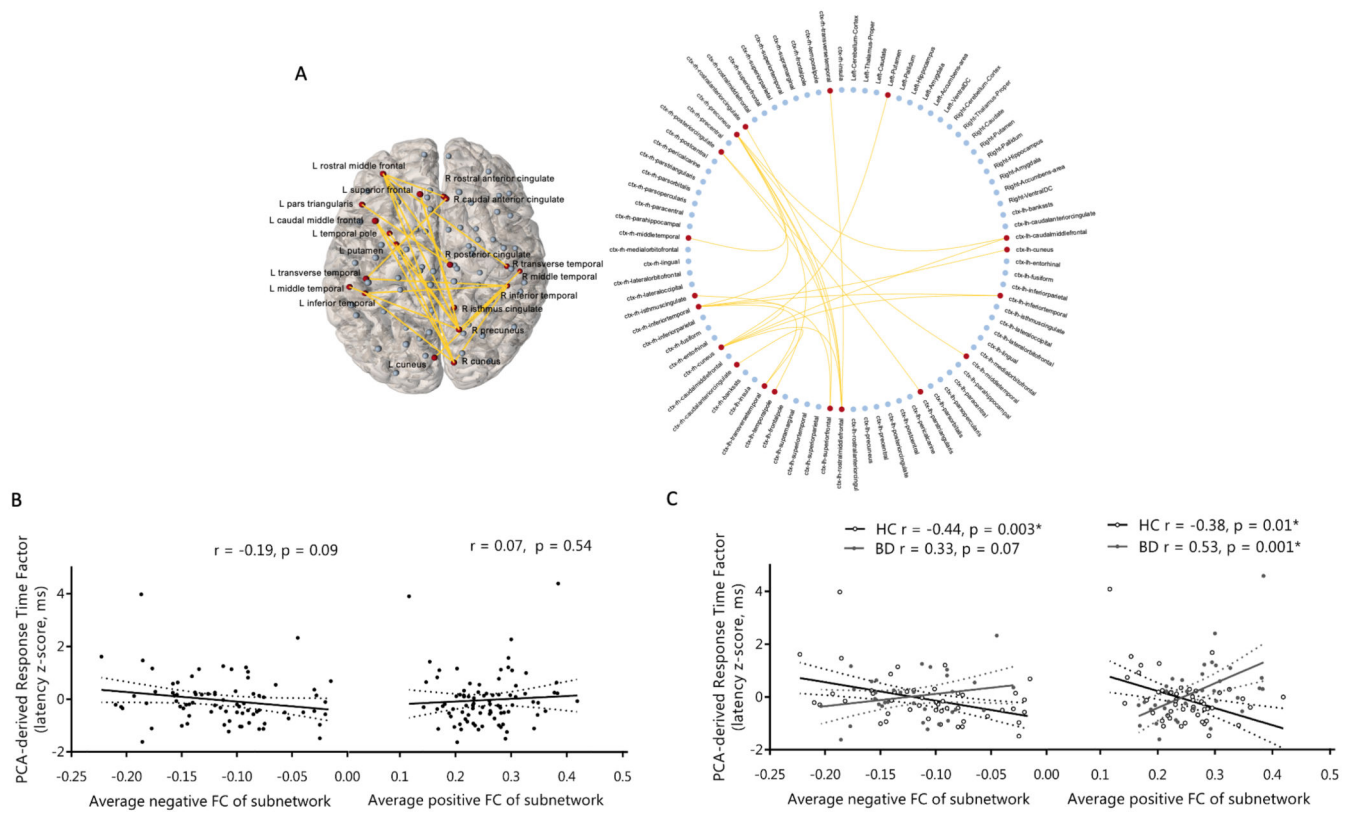 A
L rostral middle frontal
L superior frontal
L pars triangularis
L caudal middle frontal
L temporal pole
L putamen
L transverse temporal
L middle temporal
L inferior temporal
L cuneus
R rostral anterior cingulate
R caudal anterior cingulate
R posterior cingulate
R transverse temporal
R middle temporal
R inferior temporal
R isthmus cingulate
R precuneus
R cuneus
ctx-rh-insula
Left-Cerebellum-Cortex
Left-Thalamus-Proper
Left-Caudate
Left-Putamen
Left-Pallidum
Left-Hippocampus
Left-Amygdala
Left-Accumbens-area
Left-VentralDC
Right-Cerebellum-Cortex
Right-Thalamus-Proper
Right-Caudate
Right-Putamen
Right-Pallidum
Right-Hippocampus
Right-Amygdala
Right-Accumbens-area
Right-VentralDC
ctx-lh-bankssts
ctx-lh-caudalanteriorcingulate
ctx-lh-caudalmiddlefrontal
ctx-lh-cuneus
ctx-lh-entorhinal
ctx-lh-fusiform
ctx-lh-inferiorparietal
ctx-lh-inferiortemporal
ctx-lh-isthmuscingulate
ctx-lh-lateraloccipital
ctx-lh-lateralorbitofrontal
ctx-lh-lingual
ctx-lh-medialorbitofrontal
ctx-lh-middletemporal
ctx-lh-parahippocampal
ctx-lh-paracentral
ctx-lh-parsopercularis
ctx-lh-parsorbitalis
ctx-lh-parstriangularis
ctx-lh-pericalcarine
ctx-lh-postcentral
ctx-lh-posteriorcingulate
ctx-lh-precentral
ctx-lh-precuneus
ctx-lh-rostralanteriorcingul
ctx-lh-rostralmiddlefrontal
ctx-lh-superiorfrontal
ctx-lh-superiorparietal
ctx-lh-superiortemporal
ctx-lh-supramarginal
ctx-lh-frontalpole
ctx-lh-temporalpole
ctx-lh-transversetemporal
ctx-lh-insula
ctx-rh-bankssts
ctx-rh-caudalanteriorcingulate
ctx-rh-caudalmiddlefrontal
ctx-rh-cuneus
ctx-rh-entorhinal
ctx-rh-fusiform
ctx-rh-inferiorparietal
ctx-rh-inferiortemporal
ctx-rh-isthmuscingulate
ctx-rh-lateraloccipital
ctx-rh-lateralorbitofrontal
ctx-rh-lingual
ctx-rh-medialorbitofrontal
ctx-rh-middletemporal
ctx-rh-parahippocampal
ctx-rh-paracentral
ctx-rh-parsopercularis
ctx-rh-parsorbitalis
ctx-rh-parstriangularis
ctx-rh-pericalcarine
ctx-rh-postcentral
ctx-rh-posteriorcingulate
ctx-rh-precentral
ctx-rh-precuneus
ctx-rh-rostralanteriorcingulate
ctx-rh-rostralmiddlefrontal
ctx-rh-superiorfrontal
ctx-rh-superiorparietal
ctx-rh-superiortemporal
ctx-rh-supramarginal
ctx-rh-frontalpole
ctx-rh-temporalpole
ctx-rh-transversetemporal
B
r = -0.19, p = 0.09
r = 0.07, p = 0.54
PCA-derived Response Time Factor
(latency z-score, ms)
4
2
0
-2
-0.25 -0.20 -0.15 -0.10 -0.05 0.00 0.1 0.2 0.3 0.4 0.5
Average negative FC of subnetwork
Average positive FC of subnetwork
C
HC r = -0.44, p = 0.003*
BD r = 0.33, p = 0.07
HC r = -0.38, p = 0.01*
BD r = 0.53, p = 0.001*
PCA-derived Response Time Factor
(latency z-score, ms)
4
2
0
-2
-0.25 -0.20 -0.15 -0.10 -0.05 0.00 0.1 0.2 0.3 0.4 0.5
Average negative FC of subnetwork
Average positive FC of subnetwork